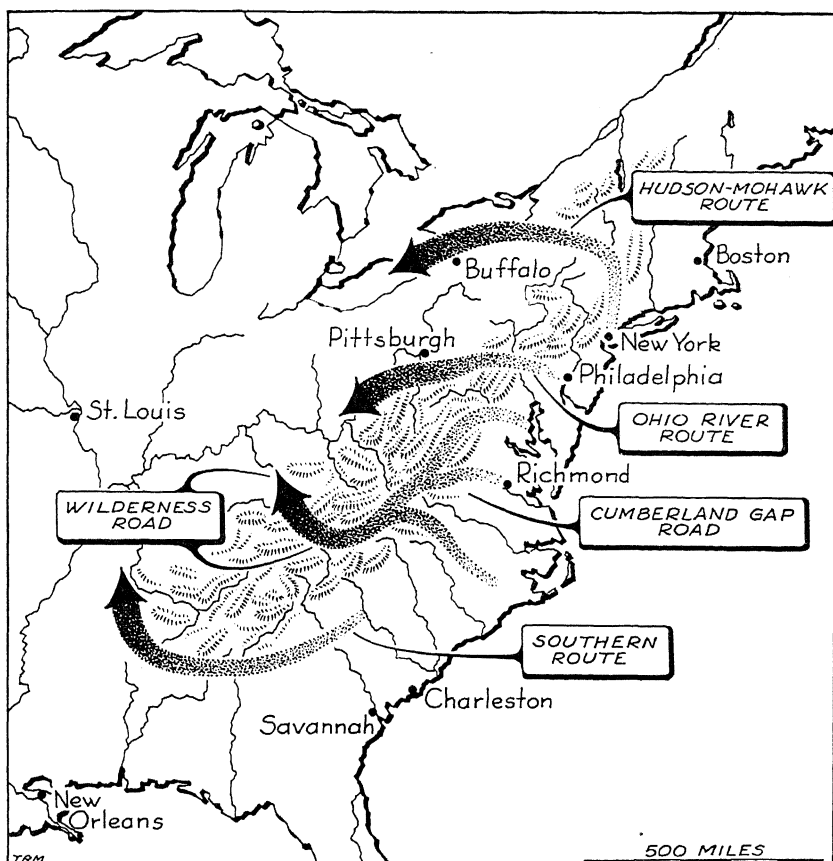 HUDSON-MOHAWK
ROUTE
Boston
Buffalo
New York
Pittsburgh
Philadelphia
St. Louis
OHIO RIVER
ROUTE
Richmond
WILDERNESS
ROAD
CUMBERLAND GAP
ROAD
SOUTHERN
ROUTE
Charleston
Savannah
New
Orleans
TRM
500 MILES